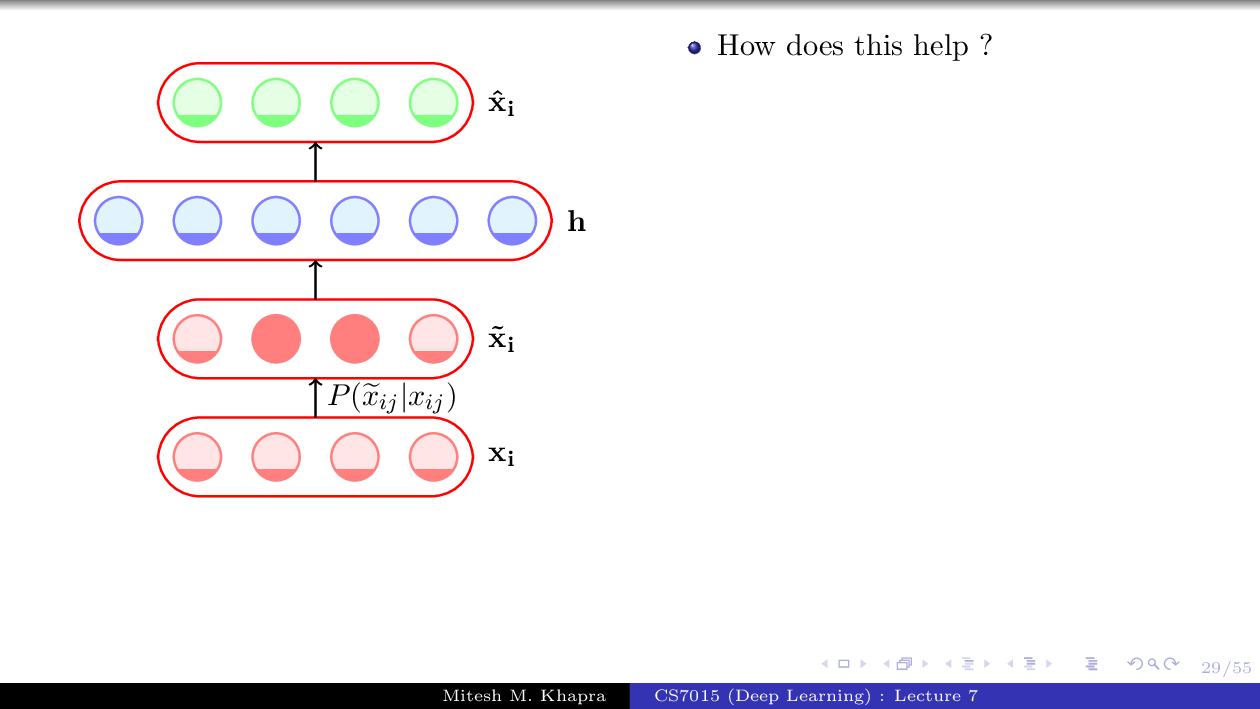 How does this help ?
x̂ᵢ
h
x̃ᵢ
P(x̃ᵢⱼ|xᵢⱼ)
xᵢ
29/55
Mitesh M. Khapra
CS7015 (Deep Learning) : Lecture 7